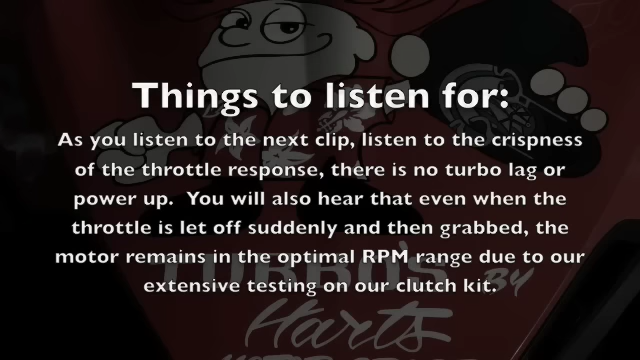 Things to listen for:
As you listen to the next clip, listen to the crispness
of the throttle response, there is no turbo lag or
power up. You will also hear that even when the
throttle is let off suddenly and then grabbed, the
motor remains in the optimal RPM range due to our
extensive testing on our clutch kit.
TURBO'S BY
Harts